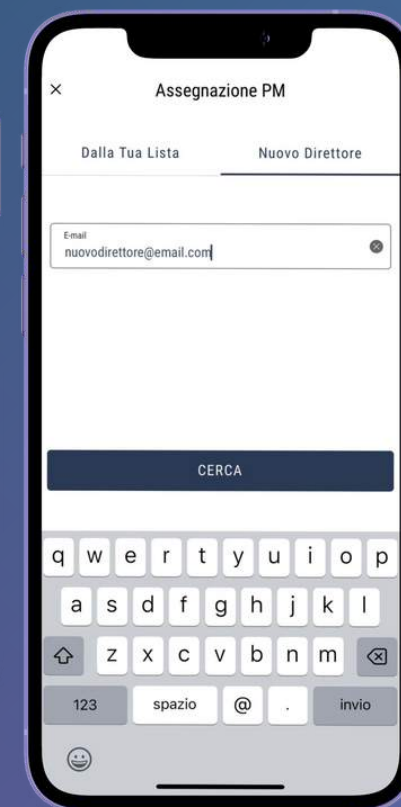 Assegnazione PM
Dalla Tua Lista Nuovo Direttore
E-mail
nuovodirettore@email.com
CERCA
q w e r t y u i o p
a s d f g h j k l
z x c v b n m
123 spazio @ . invio